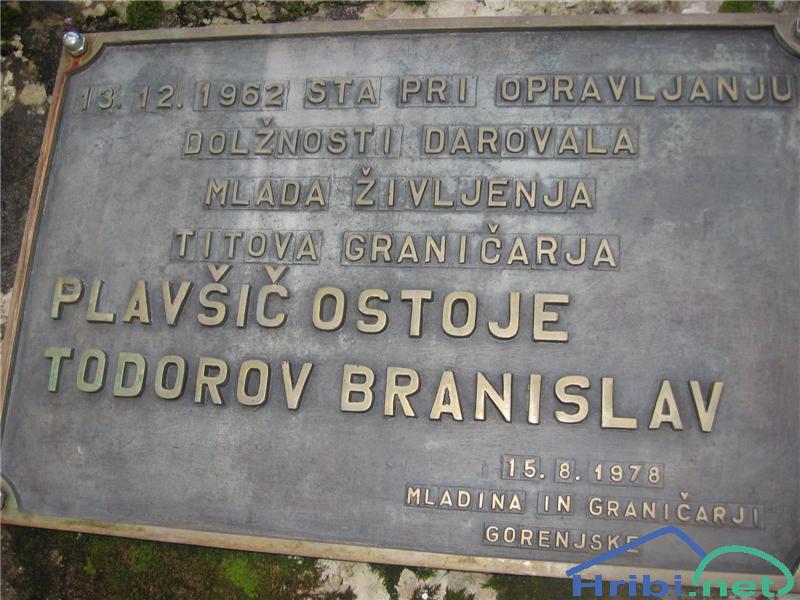 13. 12. 1962 STA PRI OPRAVLJANJU
DOLŽNOSTI DAROVALA
MLADA ŽIVLJENJA
TITOVA GRANIČARJA
PLAVŠIČ OSTOJE
TODOROV BRANISLAV
15. 8. 1978
MLADINA IN GRANIČARJI
GORENJSKE
Hribi.net